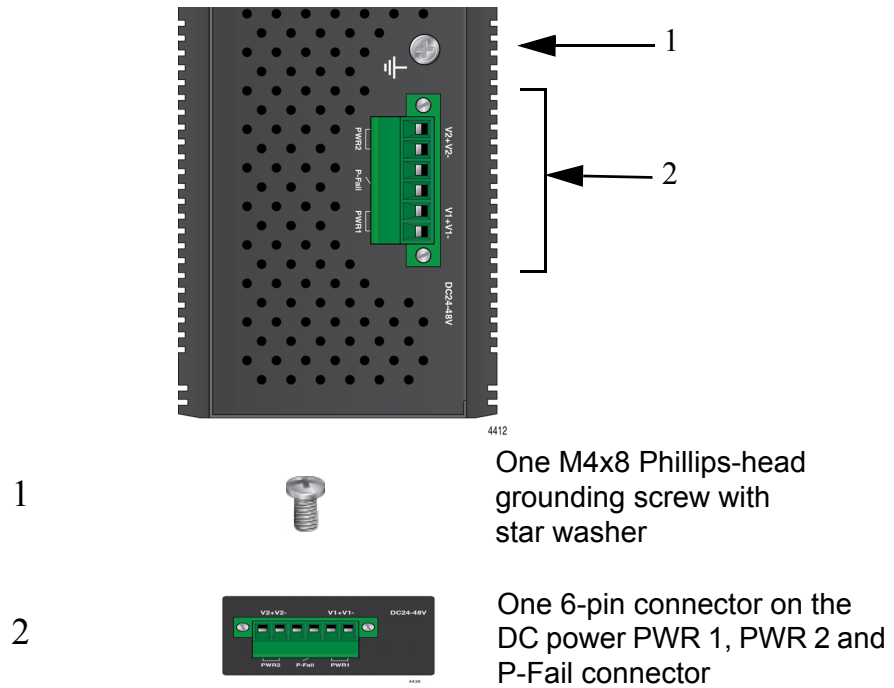 1
2
V2+V2-
PWR2
P-Fail
V1+V1-
PWR1
DC24-48V
4412
1
One M4x8 Phillips-head
grounding screw with
star washer
2
V2+V2- V1+V1- DC24-48V
PWR2 P-Fail PWR1
One 6-pin connector on the
DC power PWR 1, PWR 2 and
P-Fail connector